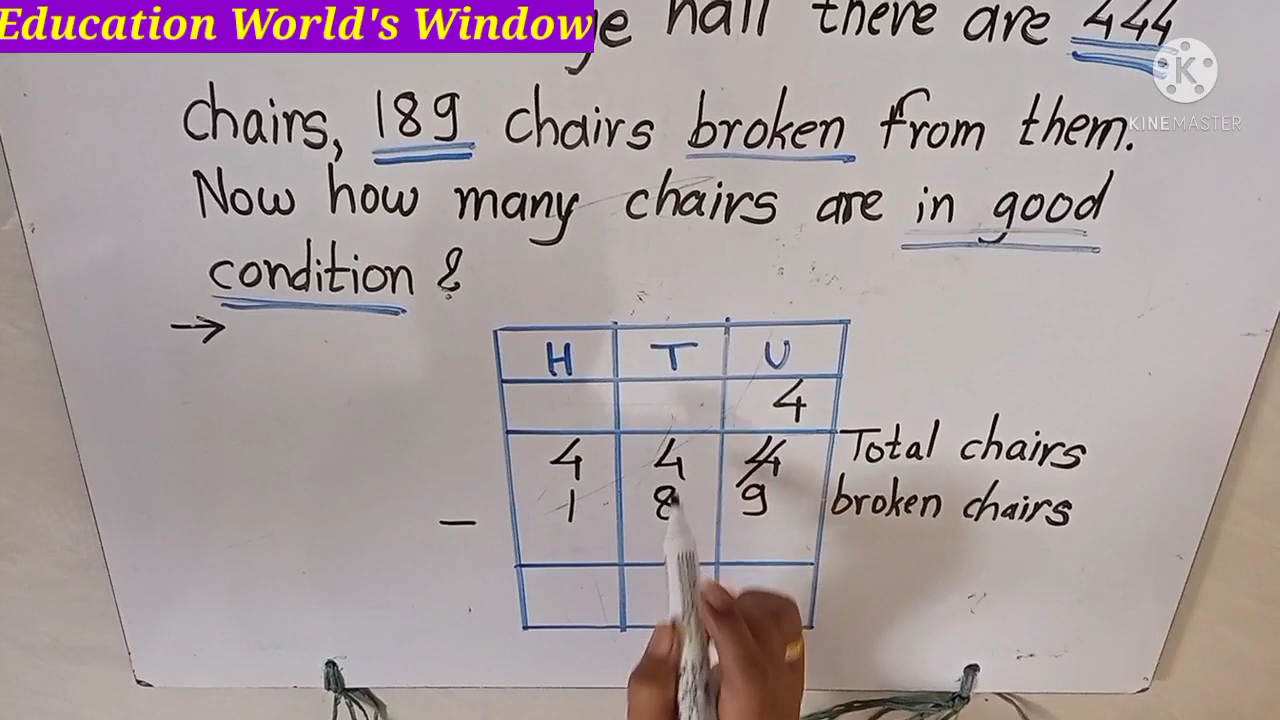 Education World's Window
hall there are 444
chairs, 189 chairs broken from them.
KINEMASTER
Now how many chairs are in good
condition ?
→
H T U
4
4 4 4 Total chairs
- 1 8 9 broken chairs